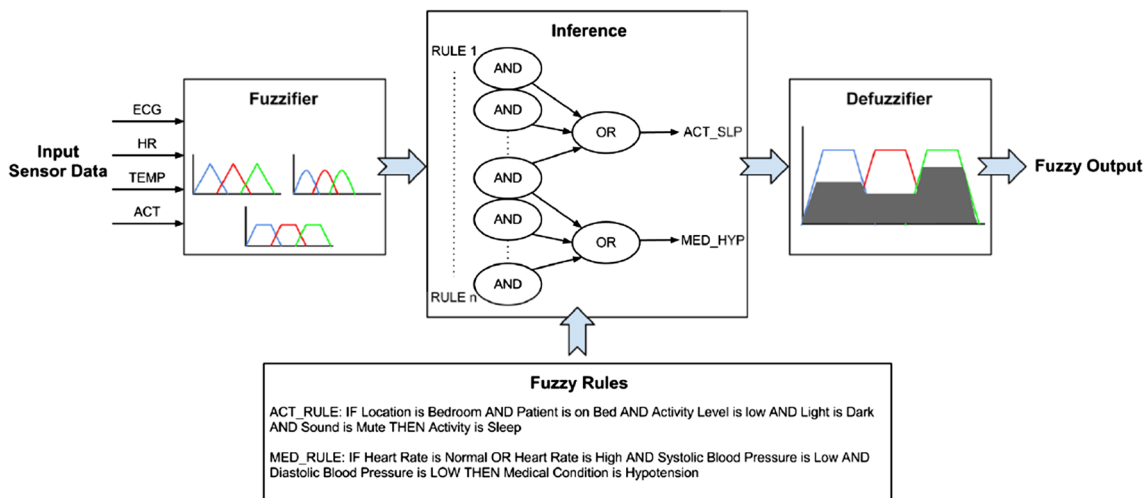 Input
Sensor Data
ECG
HR
TEMP
ACT
Fuzzifier
Inference
RULE 1
AND
AND
AND
AND
AND
RULE n
OR
OR
ACT_SLP
MED_HYP
Defuzzifier
Fuzzy Output
Fuzzy Rules
ACT_RULE: IF Location is Bedroom AND Patient is on Bed AND Activity Level is low AND Light is Dark
AND Sound is Mute THEN Activity is Sleep
MED_RULE: IF Heart Rate is Normal OR Heart Rate is High AND Systolic Blood Pressure is Low AND
Diastolic Blood Pressure is LOW THEN Medical Condition is Hypotension